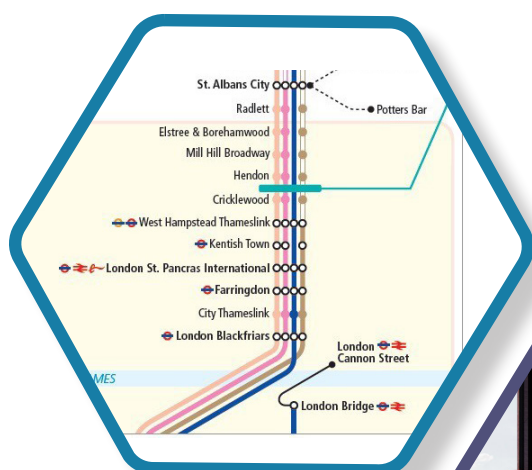 St. Albans City
Radlett
Potters Bar
Elstree & Borehamwood
Mill Hill Broadway
Hendon
Cricklewood
West Hampstead Thameslink
Kentish Town
London St. Pancras International
Farringdon
City Thameslink
London Blackfriars
London
Cannon Street
MES
London Bridge